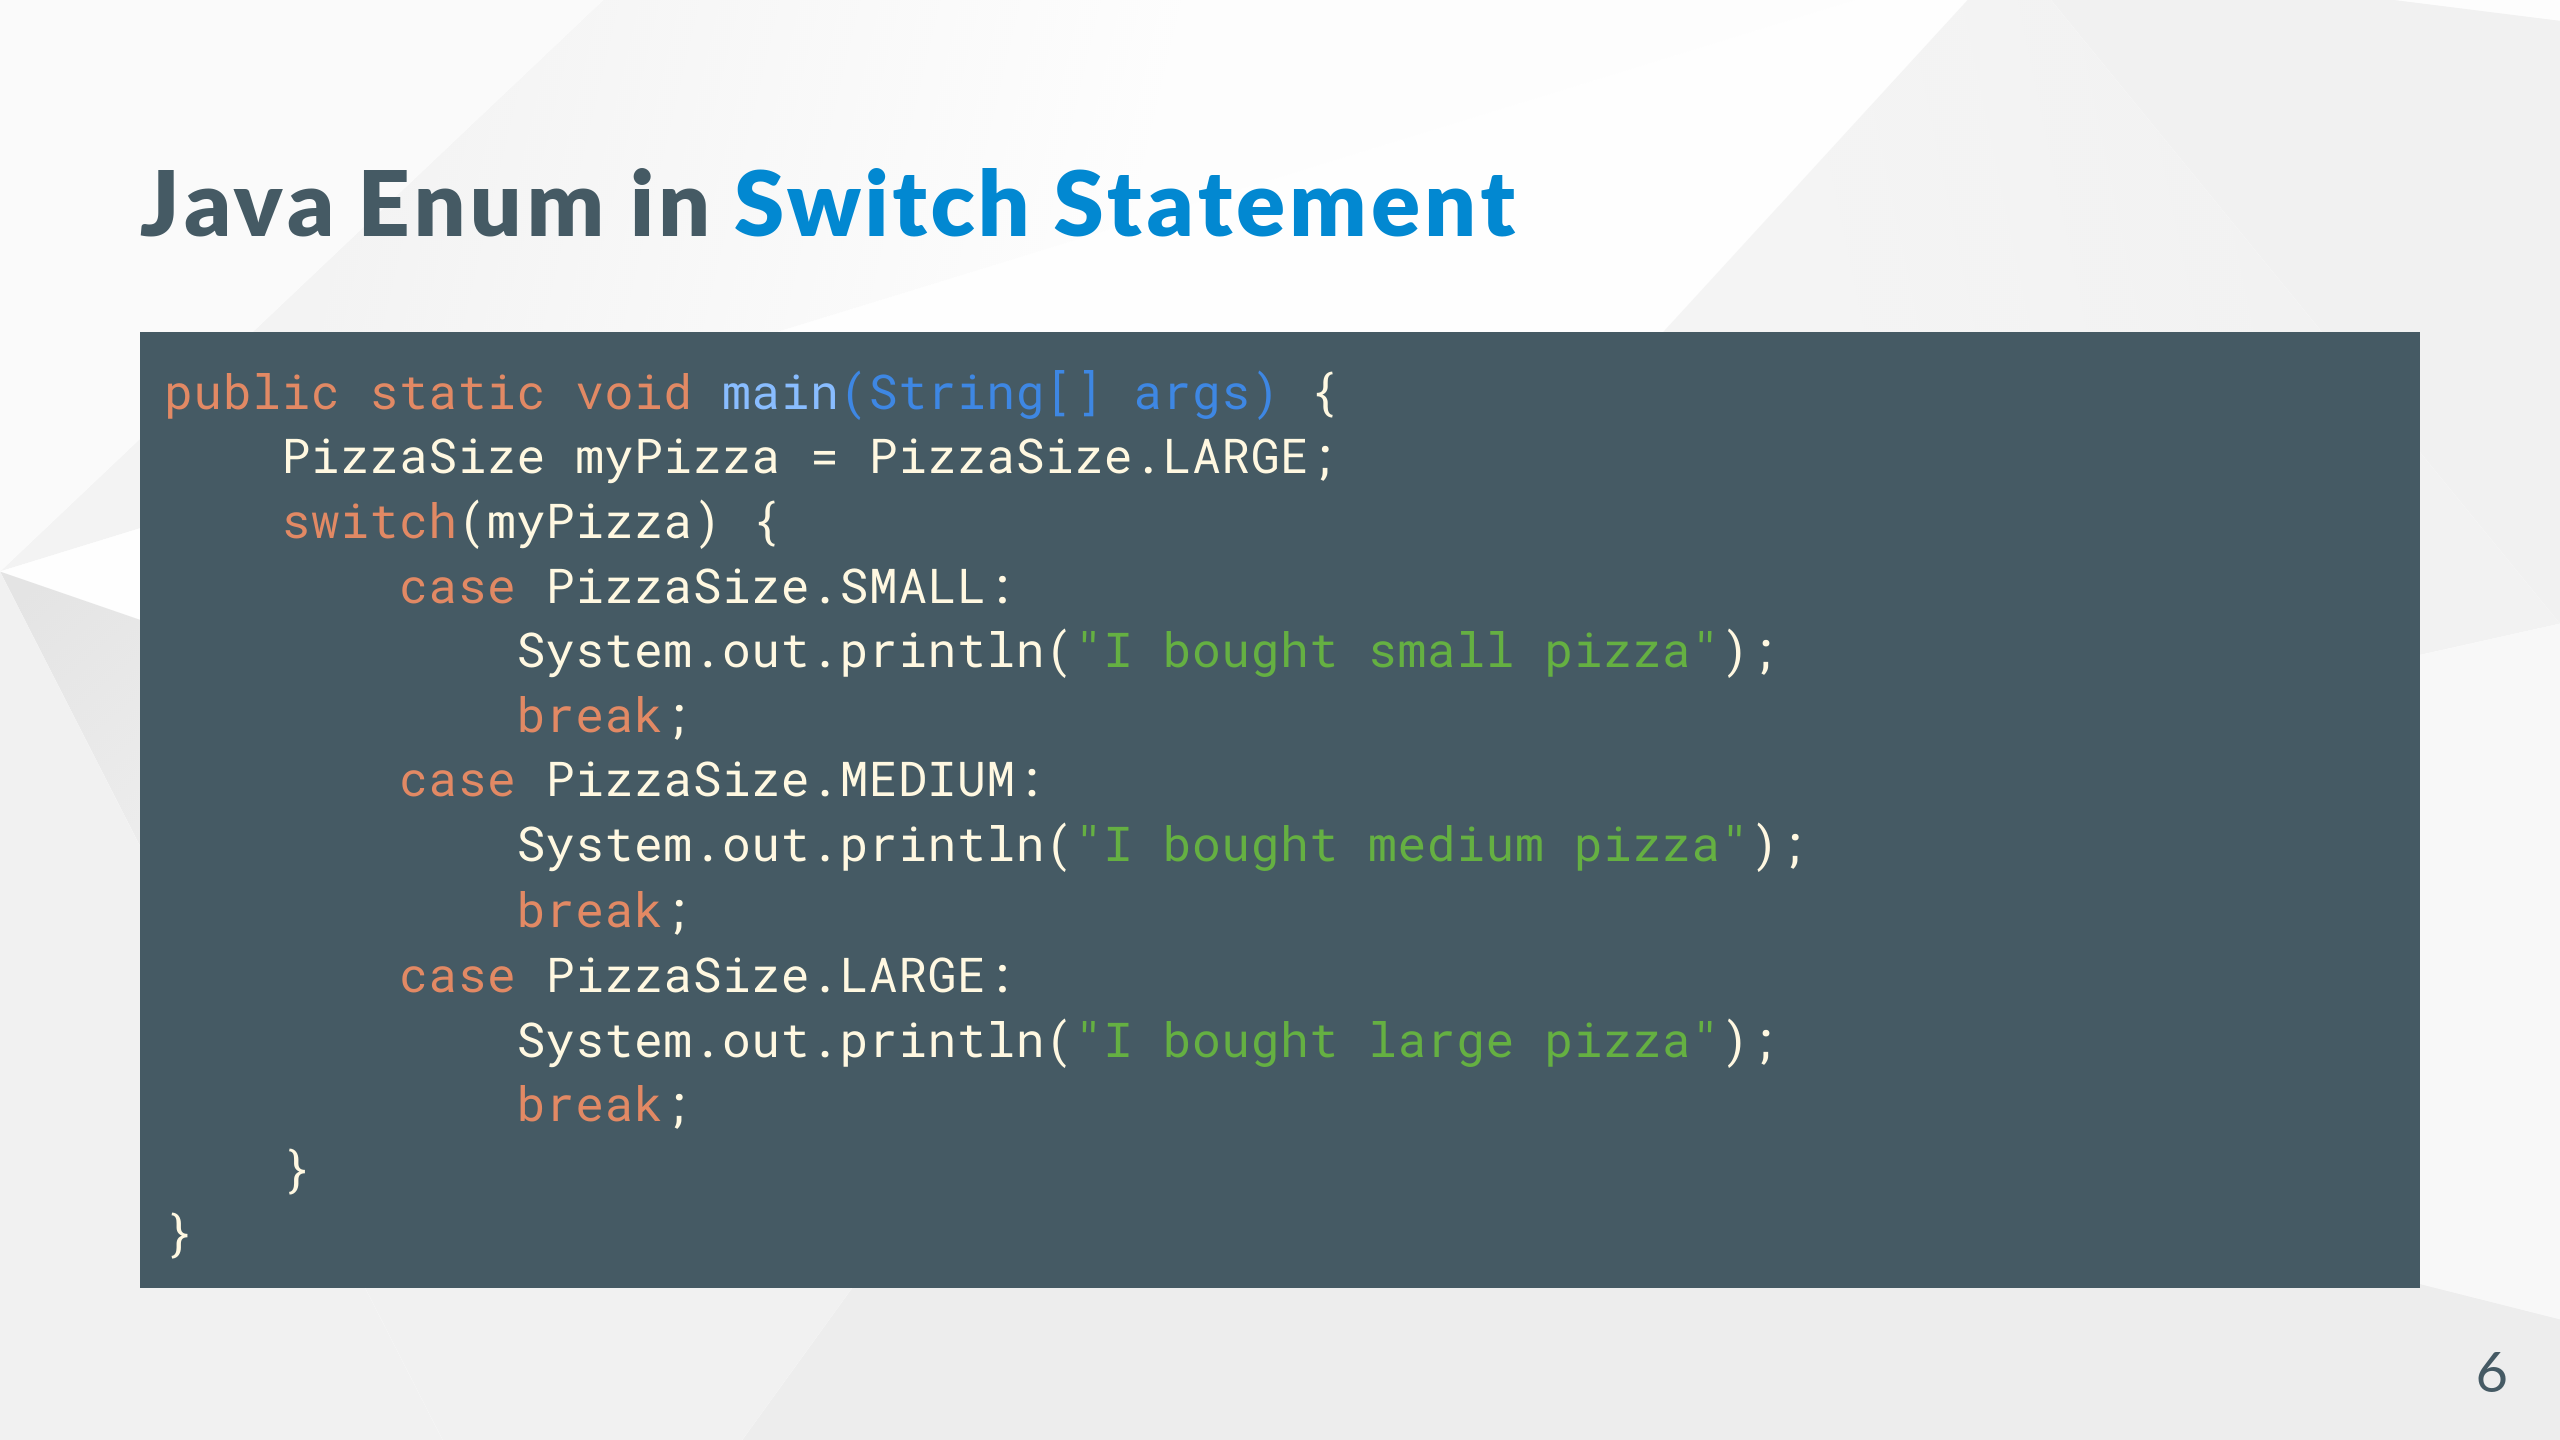 Java Enum in Switch Statement
public static void main(String[] args) {
    PizzaSize myPizza = PizzaSize.LARGE;
    switch(myPizza) {
        case PizzaSize.SMALL:
            System.out.println("I bought small pizza");
            break;
        case PizzaSize.MEDIUM:
            System.out.println("I bought medium pizza");
            break;
        case PizzaSize.LARGE:
            System.out.println("I bought large pizza");
            break;
    }
}
6